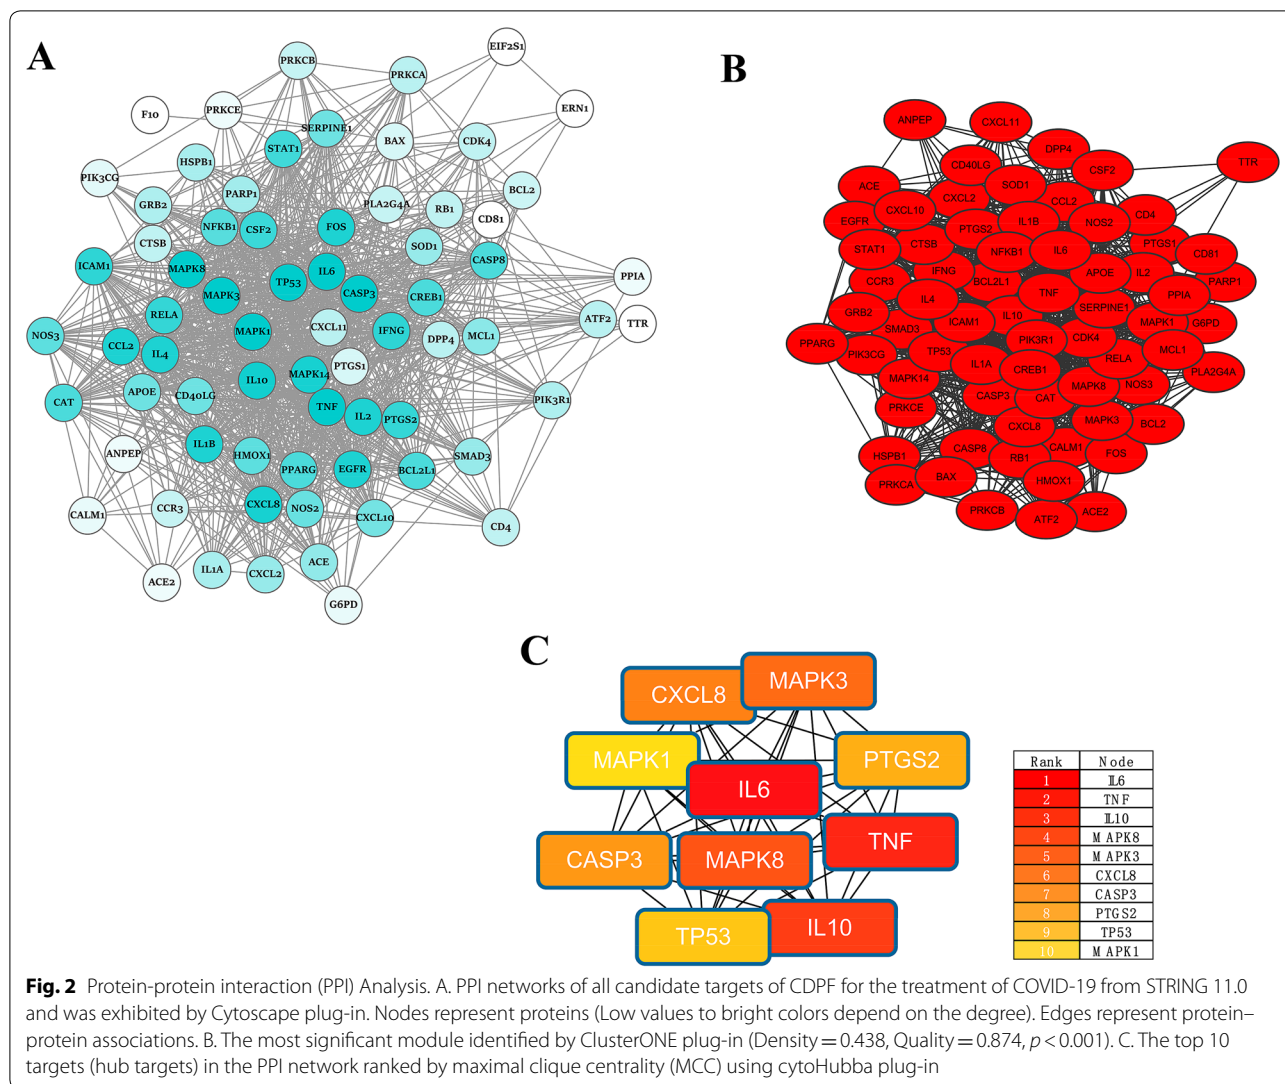 A
EIF2S1
PRKCB
PRKCA
PRKCE
ERN1
F10
SERPINE1
STAT1
BAX
CDK4
HSPB1
PIK3CG
PARP1
BCL2
GRB2
PLA2G4A
RB1
CD81
NFKB1
CSF2
FOS
CTSB
SOD1
ICAM1
MAPK8
IL6
CASP8
TP53
PPIA
MAPK3
CASP3
CREB1
RELA
CXCL11
IFNG
ATF2
TTR
NOS3
MAPK1
DPP4
MCL1
CCL2
IL4
PTGS1
MAPK14
IL10
CAT
APOE
CD40LG
PIK3R1
TNF
IL2
PTGS2
ANPEP
IL1B
HMOX1
SMAD3
PPARG
EGFR
BCL2L1
CALM1
CCR3
CXCL8
NOS2
CXCL10
CD4
ACE
IL1A
CXCL2
ACE2
G6PD
B
ANPEP
CXCL11
DPP4
TTR
CD40LG
CSF2
ACE
SOD1
CXCL2
CCL2
CXCL10
EGFR
IL1B
NOS2
CD4
PTGS2
STAT1
CTSB
NFKB1
IL6
PTGS1
CD81
CCR3
IFNG
BCL2L1
APOE
IL2
PARP1
IL4
TNF
PPIA
GRB2
SERPINE1
SMAD3
ICAM1
IL10
MAPK1
G6PD
PPARG
PIK3CG
TP53
PIK3R1
CDK4
MCL1
RELA
IL1A
CREB1
PLA2G4A
MAPK14
MAPK8
NOS3
PRKCE
CASP3
CAT
CXCL8
MAPK3
BCL2
HSPB1
CASP8
RB1
CALM1
FOS
PRKCA
BAX
HMOX1
PRKCB
ATF2
ACE2
C
MAPK3
CXCL8
MAPK1
PTGS2
IL6
TNF
CASP3
MAPK8
IL10
TP53
Rank Node
1 IL6
2 TNF
3 IL10
4 MAPK8
5 MAPK3
6 CXCL8
7 CASP3
8 PTGS2
9 TP53
10 MAPK1
Fig. 2 Protein-protein interaction (PPI) Analysis. A. PPI networks of all candidate targets of CDPF for the treatment of COVID-19 from STRING 11.0
and was exhibited by Cytoscape plug-in. Nodes represent proteins (Low values to bright colors depend on the degree). Edges represent protein–
protein associations. B. The most significant module identified by ClusterONE plug-in (Density = 0.438, Quality = 0.874, p < 0.001). C. The top 10
targets (hub targets) in the PPI network ranked by maximal clique centrality (MCC) using cytoHubba plug-in